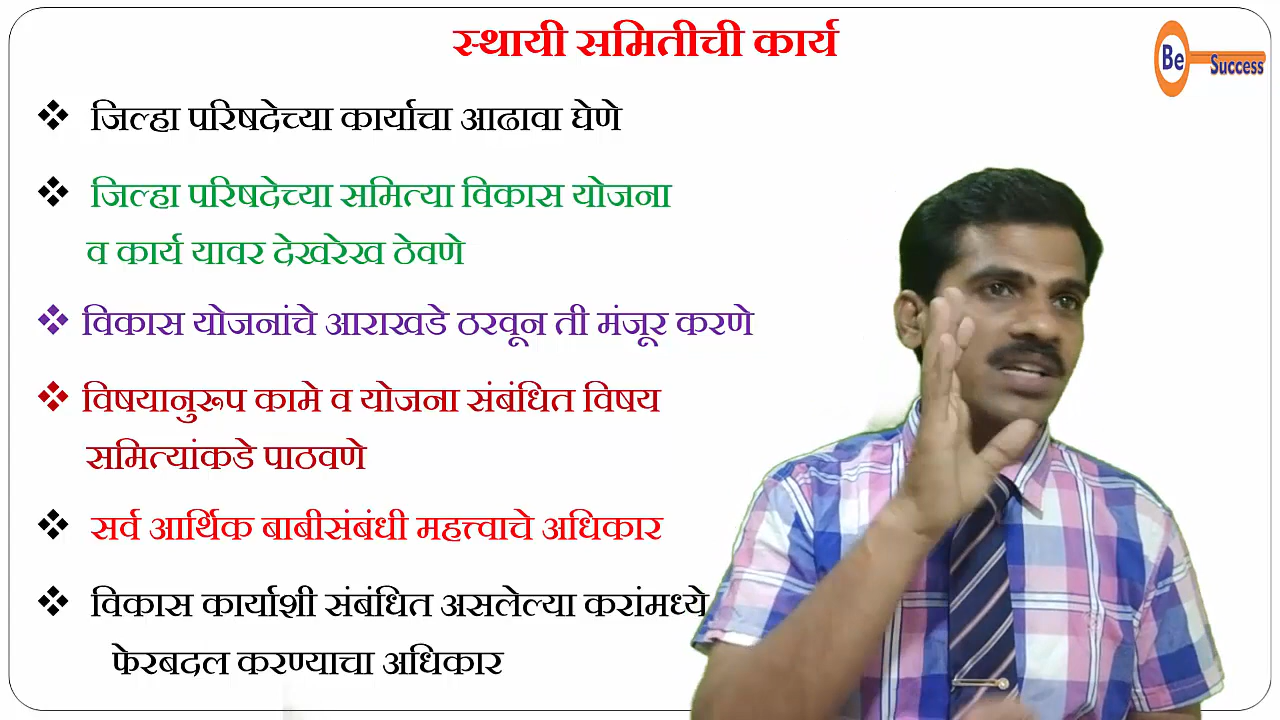 स्थायी समितीची कार्य
Be Success
❖ जिल्हा परिषदेच्या कार्याचा आढावा घेणे
❖ जिल्हा परिषदेच्या समित्या विकास योजना
व कार्य यावर देखरेख ठेवणे
❖ विकास योजनांचे आराखडे ठरवून ती मंजूर करणे
❖ विषयानुरूप कामे व योजना संबंधित विषय
समित्यांकडे पाठवणे
❖ सर्व आर्थिक बाबीसंबंधी महत्त्वाचे अधिकार
❖ विकास कार्याशी संबंधित असलेल्या करांमध्ये
फेरबदल करण्याचा अधिकार